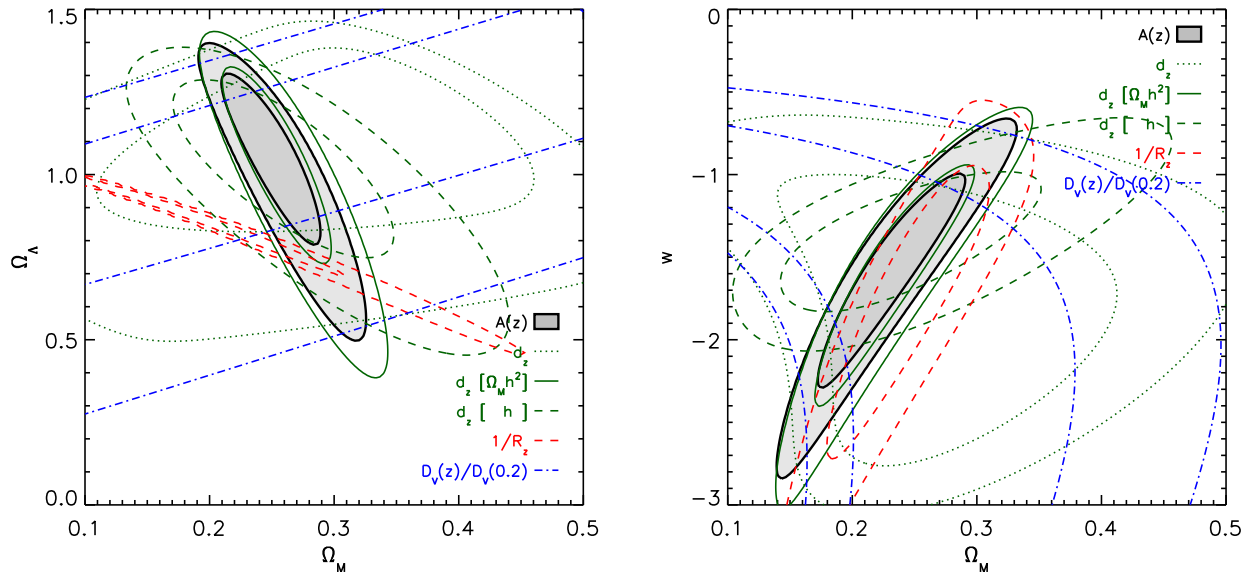 1.5
1.0
0.5
0.0
Ω_Λ
0.1 0.2 0.3 0.4 0.5
Ω_M
A(z)
d_z
d_z [Ω_M h²]
d_z [ h ]
1/R_z
D_V(z)/D_V(0.2)
−0
−1
−2
−3
w
0.1 0.2 0.3 0.4 0.5
Ω_M
A(z)
d_z
d_z [Ω_M h²]
d_z [ h ]
1/R_z
D_V(z)/D_V(0.2)